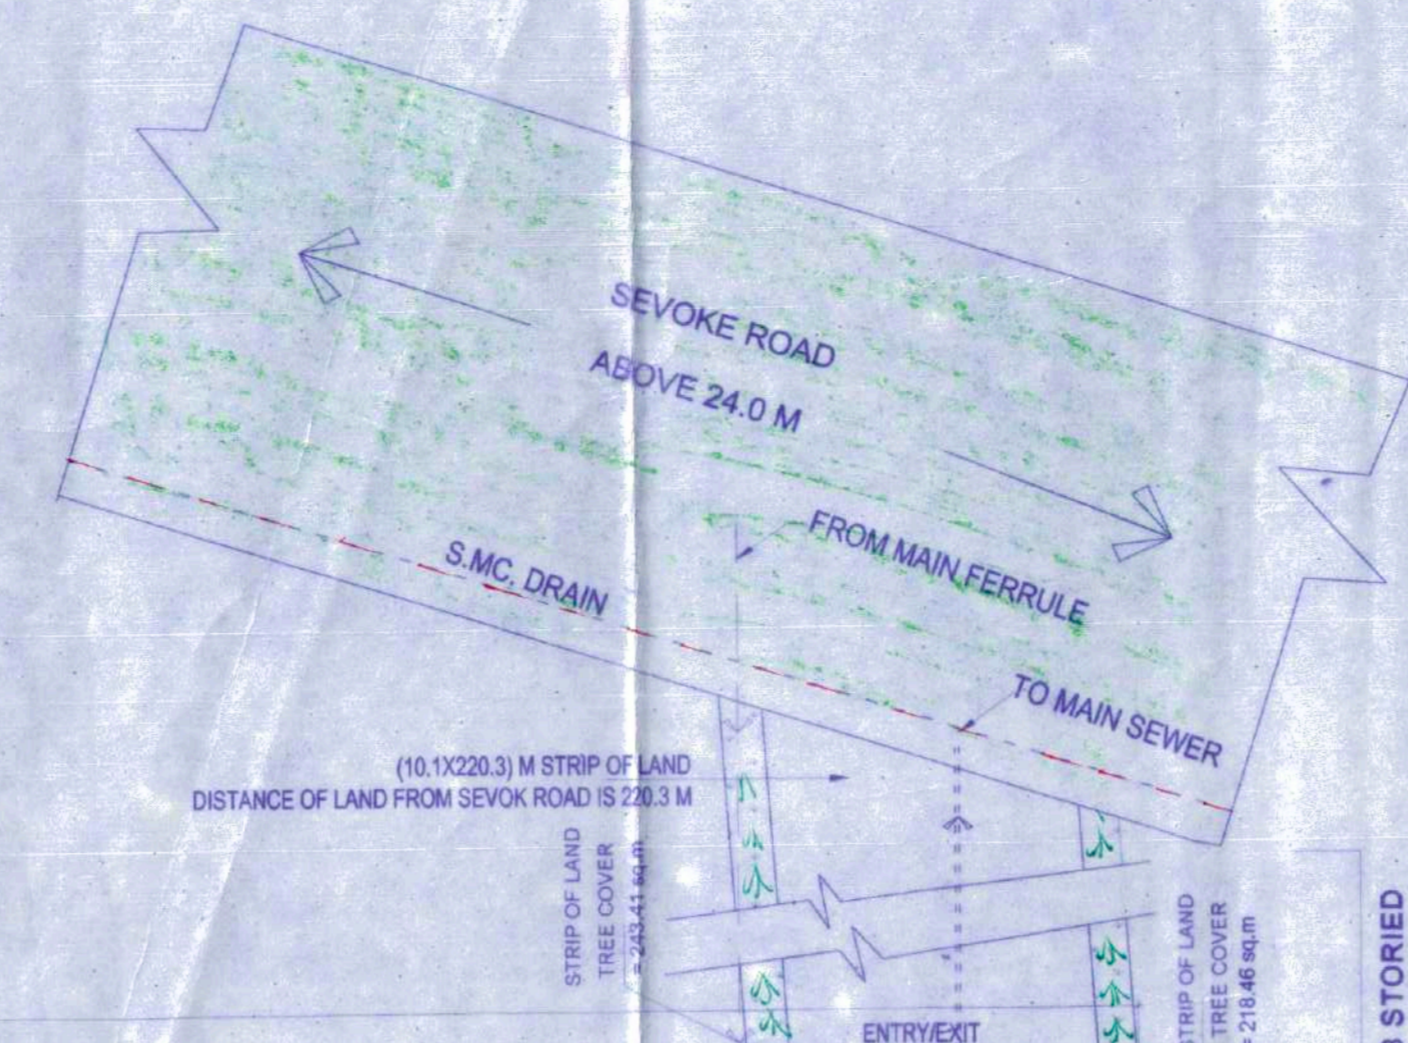 SEVOKE ROAD
ABOVE 24.0 M
FROM MAIN FERRULE
S.MC. DRAIN
TO MAIN SEWER
(10.1X220.3) M STRIP OF LAND
DISTANCE OF LAND FROM SEVOK ROAD IS 220.3 M
STRIP OF LAND
TREE COVER
= 243.41 sq.m
STRIP OF LAND
TREE COVER
= 218.46 sq.m
ENTRY/EXIT
STORIED